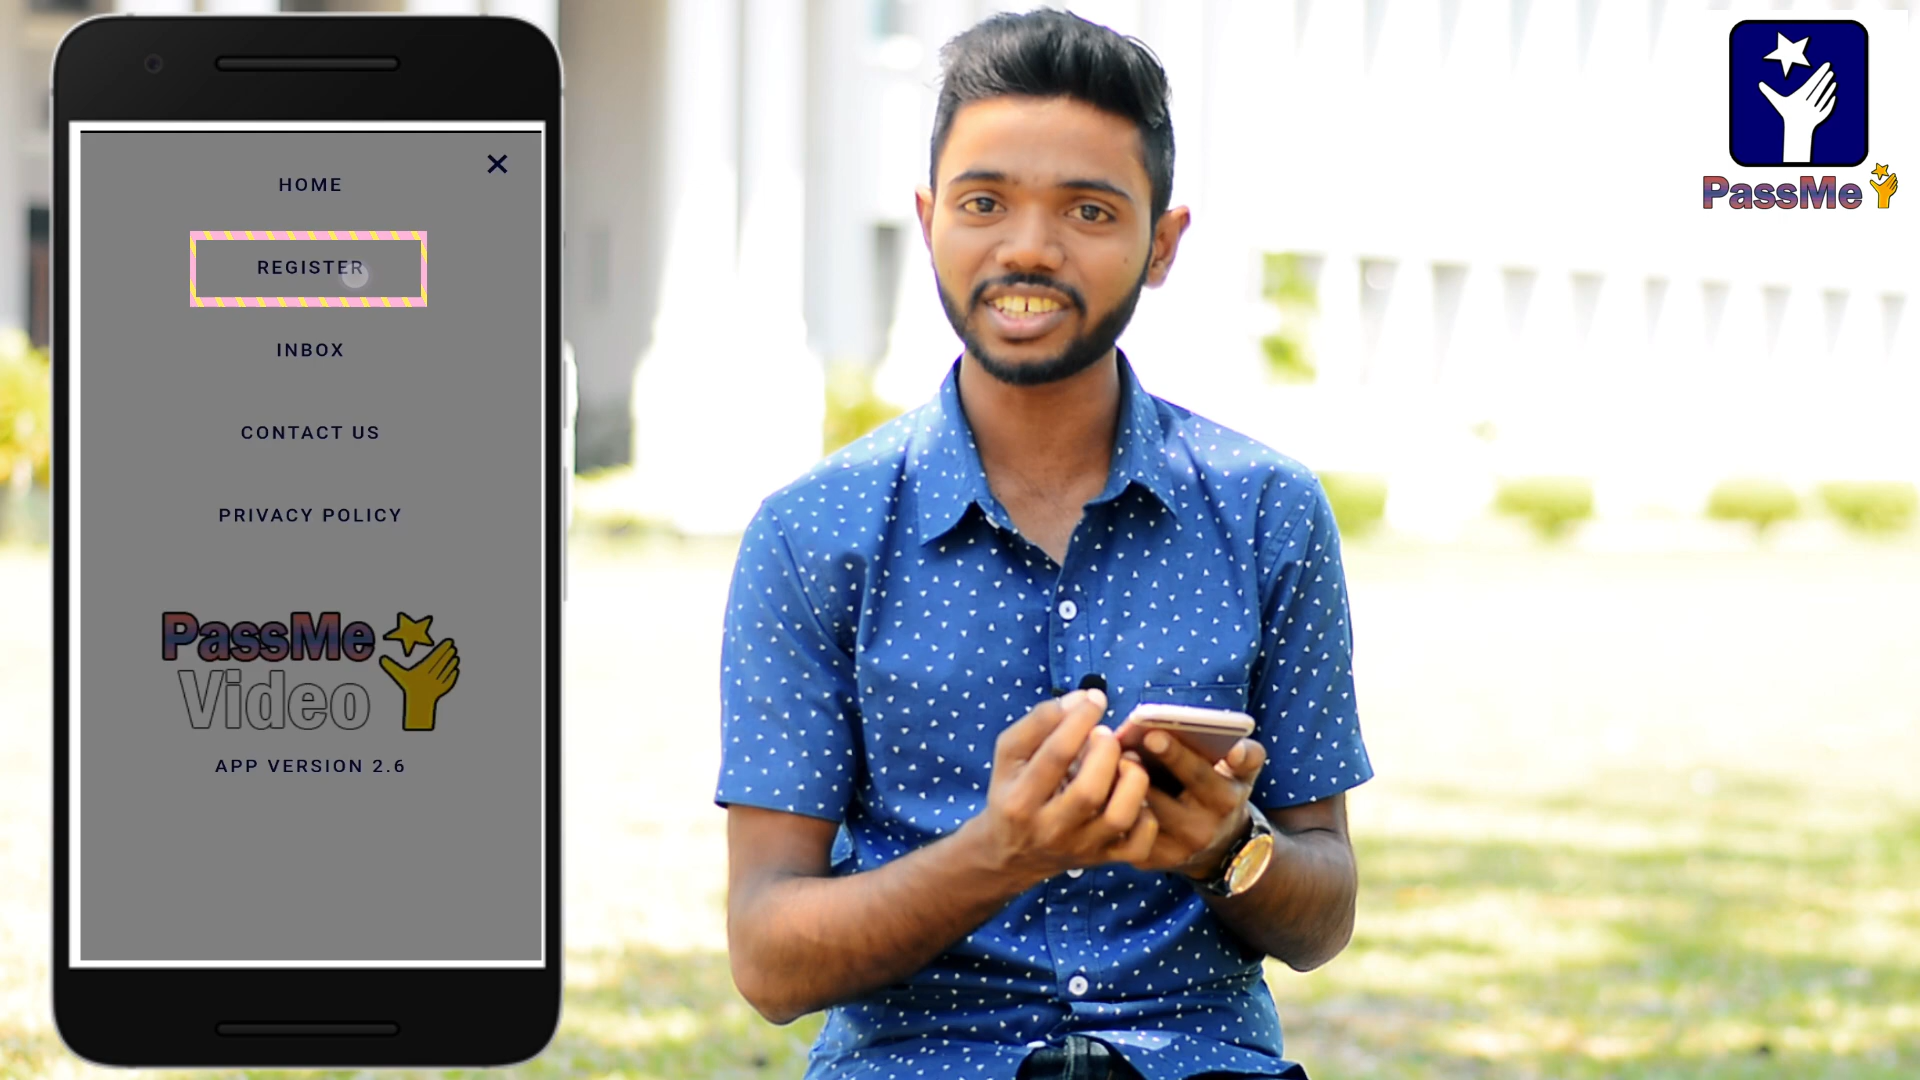 HOME
REGISTER
INBOX
CONTACT US
PRIVACY POLICY
PassMe
Video
APP VERSION 2.6
PassMe